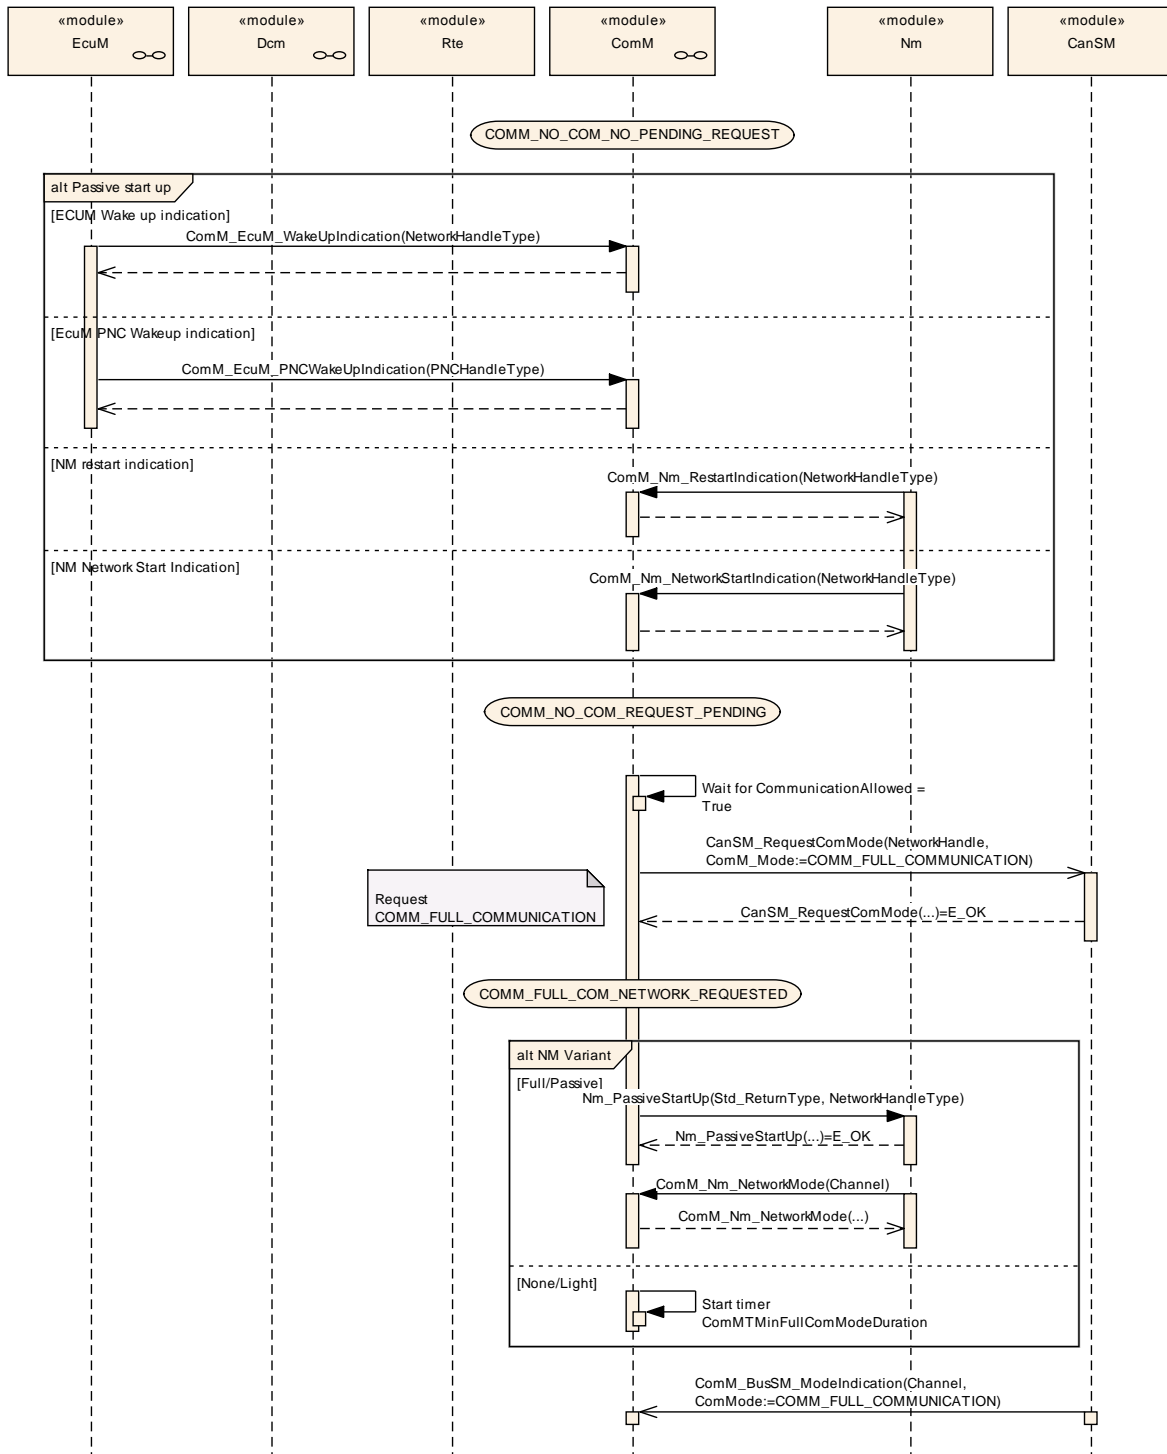 «module»
EcuM
«module»
Dcm
«module»
Rte
«module»
ComM
«module»
Nm
«module»
CanSM
COMM_NO_COM_NO_PENDING_REQUEST
alt Passive start up
[ECUM Wake up indication]
ComM_EcuM_WakeUpIndication(NetworkHandleType)
[EcuM PNC Wakeup indication]
ComM_EcuM_PNCWakeUpIndication(PNCHandleType)
[NM restart indication]
ComM_Nm_RestartIndication(NetworkHandleType)
[NM Network Start Indication]
ComM_Nm_NetworkStartIndication(NetworkHandleType)
COMM_NO_COM_REQUEST_PENDING
Wait for CommunicationAllowed =
True
CanSM_RequestComMode(NetworkHandle,
ComM_Mode:=COMM_FULL_COMMUNICATION)
Request
COMM_FULL_COMMUNICATION
CanSM_RequestComMode(...)=E_OK
COMM_FULL_COM_NETWORK_REQUESTED
alt NM Variant
[Full/Passive]
Nm_PassiveStartUp(Std_ReturnType, NetworkHandleType)
Nm_PassiveStartUp(...)=E_OK
ComM_Nm_NetworkMode(Channel)
ComM_Nm_NetworkMode(...)
[None/Light]
Start timer
ComMTMinFullComModeDuration
ComM_BusSM_ModeIndication(Channel,
ComMode:=COMM_FULL_COMMUNICATION)